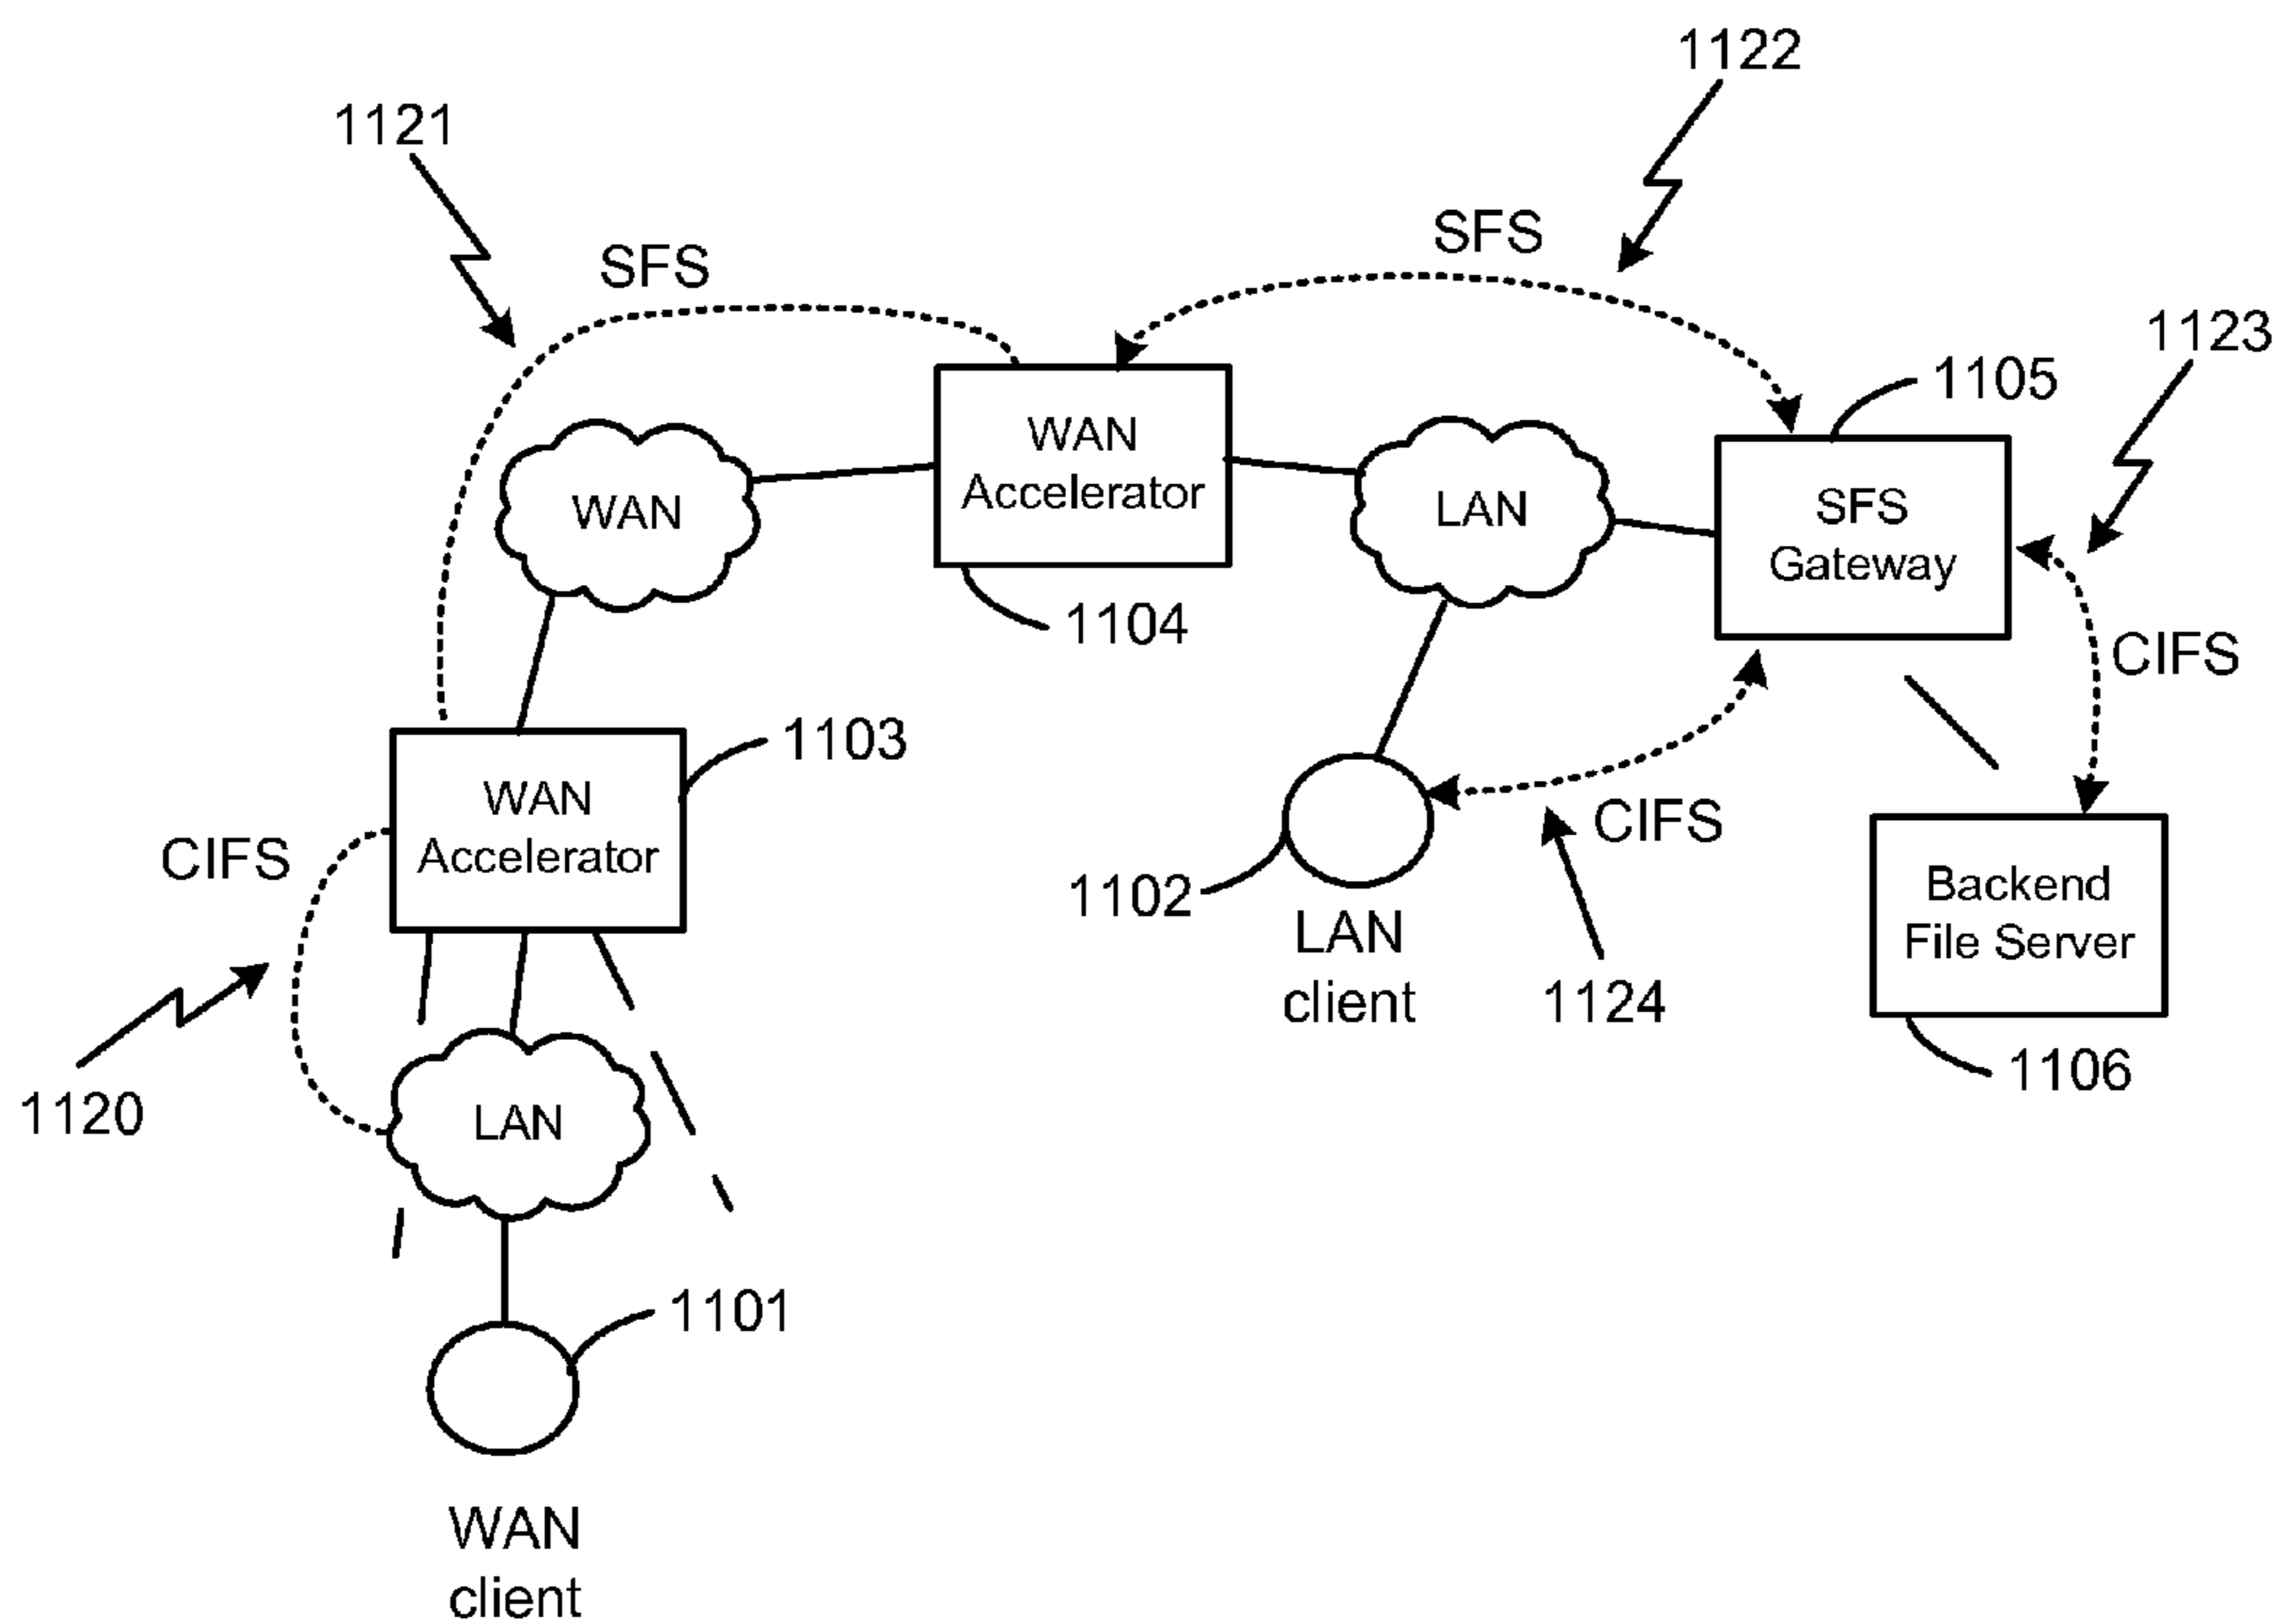 1122
1121
SFS
SFS
1123
1105
WAN
Accelerator
WAN
LAN
SFS
Gateway
1104
CIFS
1103
WAN
Accelerator
CIFS
CIFS
1102
LAN
client
1124
Backend
File Server
1106
1120
LAN
1101
WAN
client